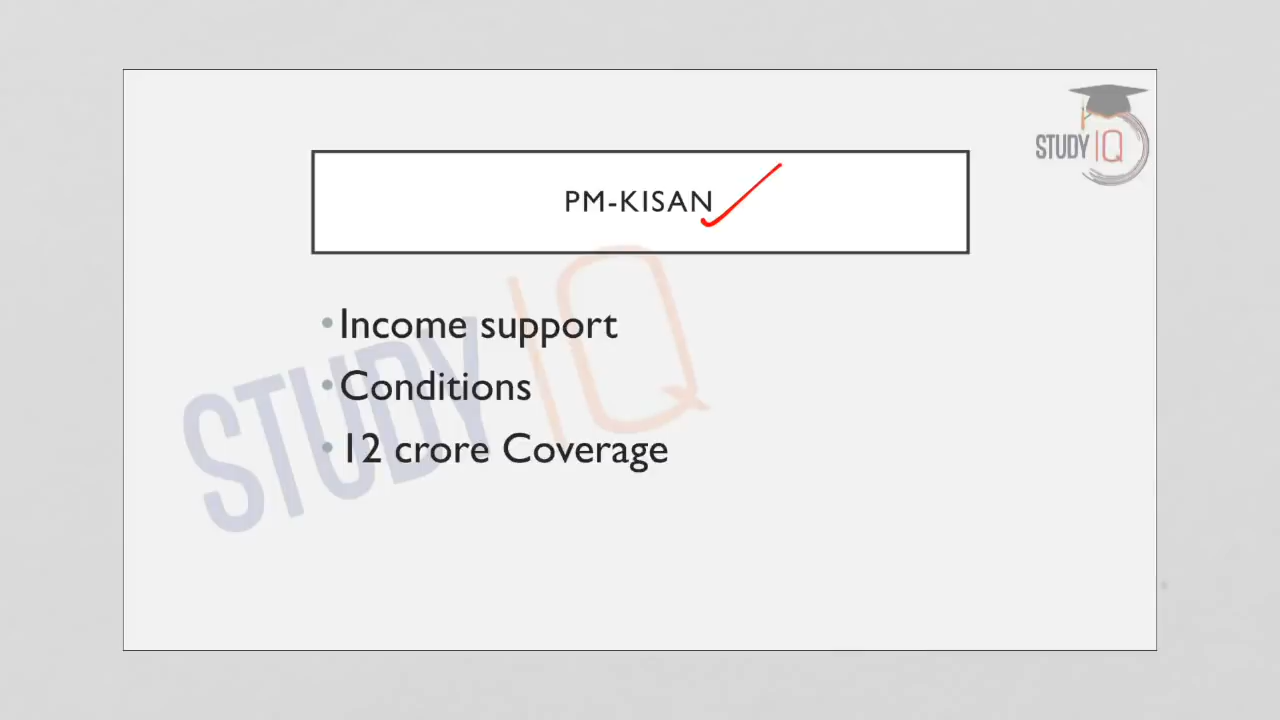 STUDY IQ
PM-KISAN
• Income support
• Conditions
• 12 crore Coverage
STUDY IQ